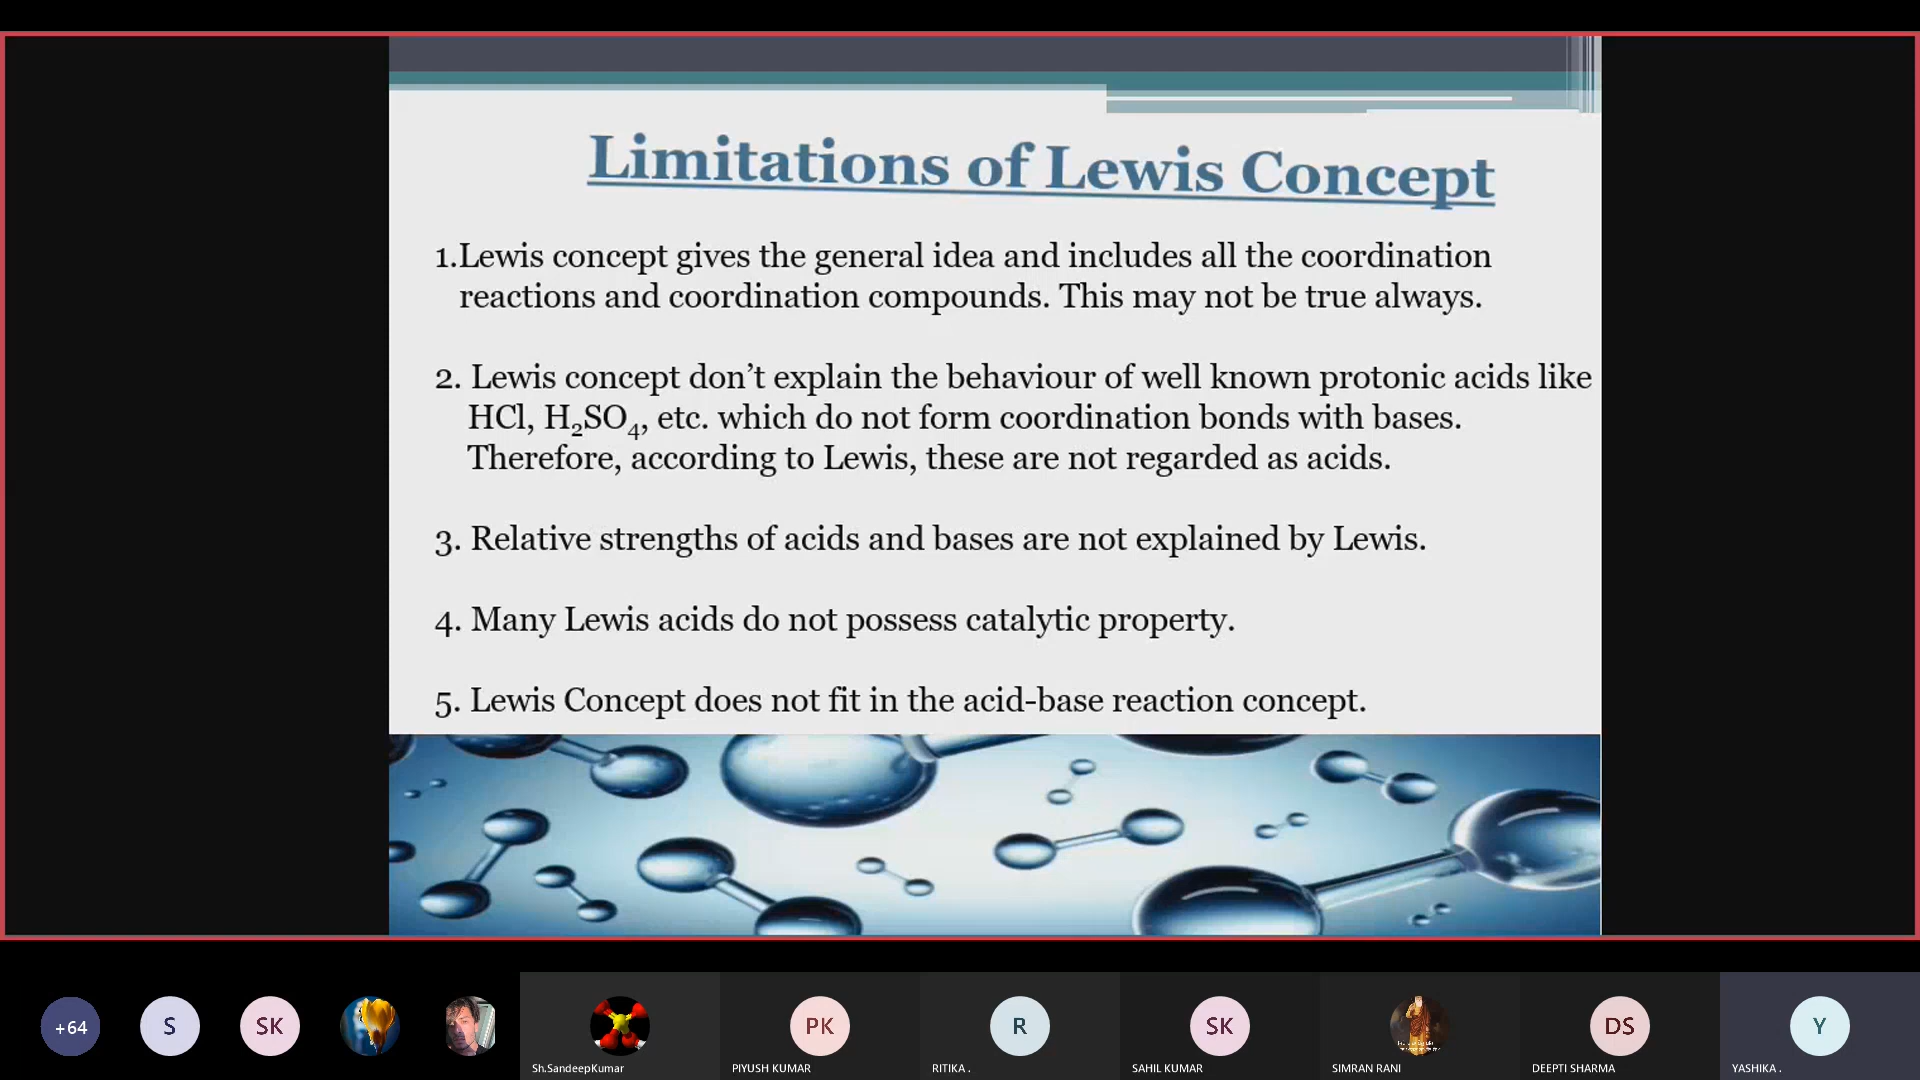 Limitations of Lewis Concept
1.Lewis concept gives the general idea and includes all the coordination
reactions and coordination compounds. This may not be true always.
2. Lewis concept don’t explain the behaviour of well known protonic acids like
HCl, H₂SO₄, etc. which do not form coordination bonds with bases.
Therefore, according to Lewis, these are not regarded as acids.
3. Relative strengths of acids and bases are not explained by Lewis.
4. Many Lewis acids do not possess catalytic property.
5. Lewis Concept does not fit in the acid-base reaction concept.
+64
S
SK
PK
R
SK
DS
Y
Sh.SandeepKumar
PIYUSH KUMAR
RITIKA .
SAHIL KUMAR
SIMRAN RANI
DEEPTI SHARMA
YASHIKA .